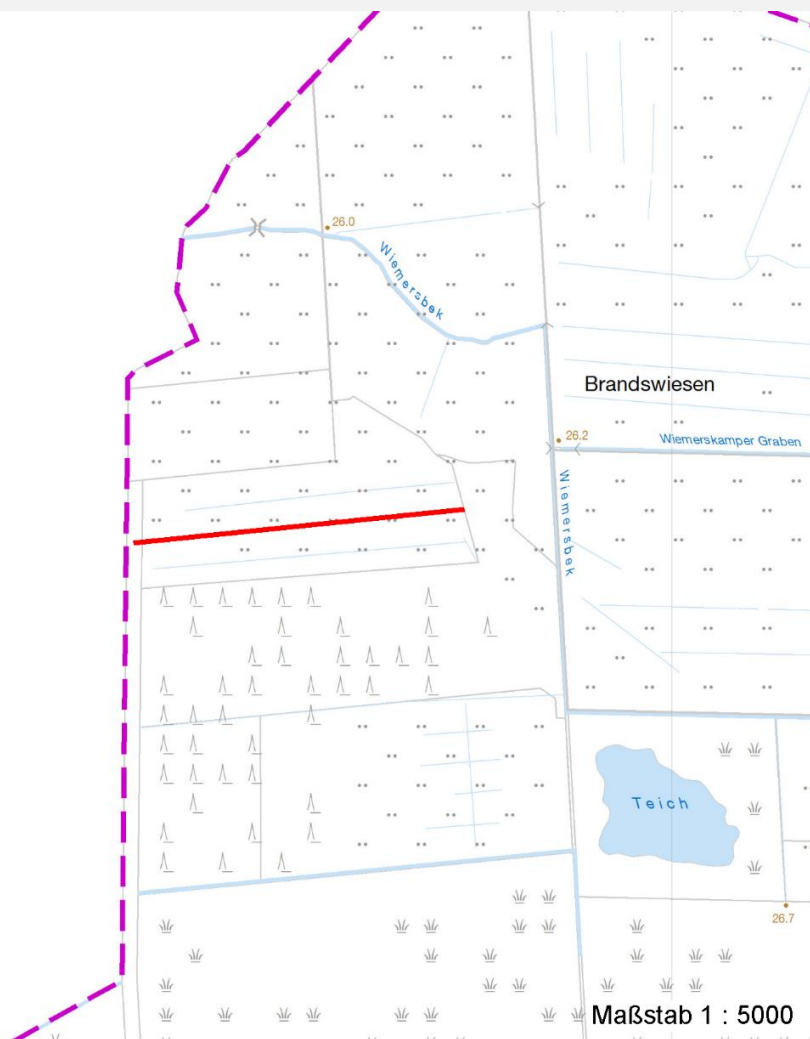 26.0
Wiemersbek
Brandswiesen
26.2
Wiemerskamper Graben
Wiemersbek
Teich
26.7
Maßstab 1 : 5000